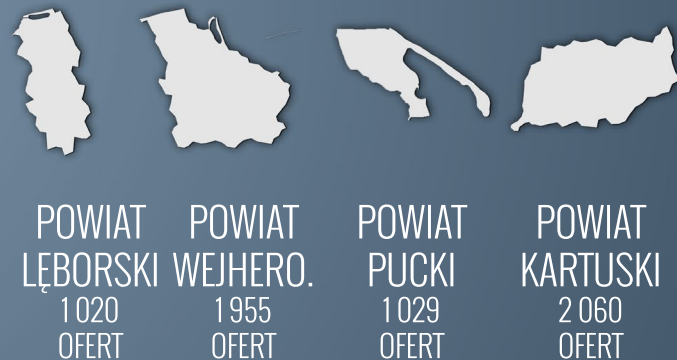 POWIAT
LĘBORSKI
1 020
OFERT
POWIAT
WEJHERO.
1 955
OFERT
POWIAT
PUCKI
1 029
OFERT
POWIAT
KARTUSKI
2 060
OFERT